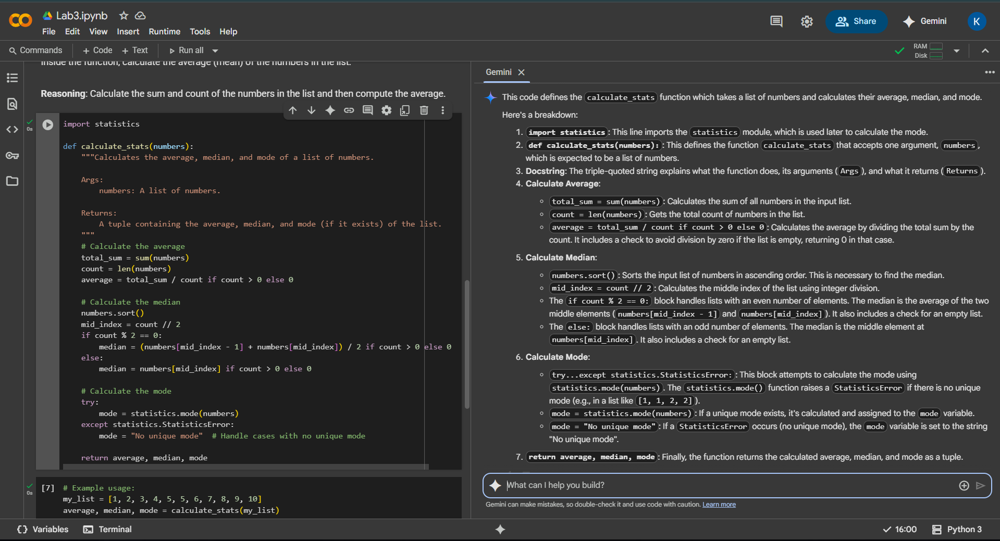 Lab3.ipynb
File Edit View Insert Runtime Tools Help
Share
Gemini
K
Commands + Code + Text Run all
RAM
Disk
inside the function, calculate the average (mean) of the numbers in the list.
Reasoning: Calculate the sum and count of the numbers in the list and then compute the average.
0s
import statistics
def calculate_stats(numbers):
"""Calculates the average, median, and mode of a list of numbers.
Args:
numbers: A list of numbers.
Returns:
A tuple containing the average, median, and mode (if it exists) of the list.
"""
# Calculate the average
total_sum = sum(numbers)
count = len(numbers)
average = total_sum / count if count > 0 else 0
# Calculate the median
numbers.sort()
mid_index = count // 2
if count % 2 == 0:
median = (numbers[mid_index - 1] + numbers[mid_index]) / 2 if count > 0 else 0
else:
median = numbers[mid_index] if count > 0 else 0
# Calculate the mode
try:
mode = statistics.mode(numbers)
except statistics.StatisticsError:
mode = "No unique mode" # Handle cases with no unique mode
return average, median, mode
0s
[7] # Example usage:
my_list = [1, 2, 3, 4, 5, 5, 6, 7, 8, 9, 10]
average, median, mode = calculate_stats(my_list)
Gemini
This code defines the calculate_stats function which takes a list of numbers and calculates their average, median, and mode.
Here's a breakdown:
1. import statistics: This line imports the statistics module, which is used later to calculate the mode.
2. def calculate_stats(numbers):: This defines the function calculate_stats that accepts one argument, numbers,
which is expected to be a list of numbers.
3. Docstring: The triple-quoted string explains what the function does, its arguments (Args), and what it returns (Returns).
4. Calculate Average:
total_sum = sum(numbers): Calculates the sum of all numbers in the input list.
count = len(numbers): Gets the total count of numbers in the list.
average = total_sum / count if count > 0 else 0: Calculates the average by dividing the total sum by the
count. It includes a check to avoid division by zero if the list is empty, returning 0 in that case.
5. Calculate Median:
numbers.sort(): Sorts the input list of numbers in ascending order. This is necessary to find the median.
mid_index = count // 2: Calculates the middle index of the list using integer division.
The if count % 2 == 0: block handles lists with an even number of elements. The median is the average of the two
middle elements (numbers[mid_index - 1] and numbers[mid_index]). It also includes a check for an empty list.
The else: block handles lists with an odd number of elements. The median is the middle element at
numbers[mid_index]. It also includes a check for an empty list.
6. Calculate Mode:
try...except statistics.StatisticsError:: This block attempts to calculate the mode using
statistics.mode(numbers). The statistics.mode() function raises a StatisticsError if there is no unique
mode (e.g., in a list like [1, 1, 2, 2]).
mode = statistics.mode(numbers): If a unique mode exists, it's calculated and assigned to the mode variable.
mode = "No unique mode": If a StatisticsError occurs (no unique mode), the mode variable is set to the string
"No unique mode".
7. return average, median, mode: Finally, the function returns the calculated average, median, and mode as a tuple.
What can I help you build?
Gemini can make mistakes, so double-check it and use code with caution. Learn more
Variables Terminal
16:00 Python 3